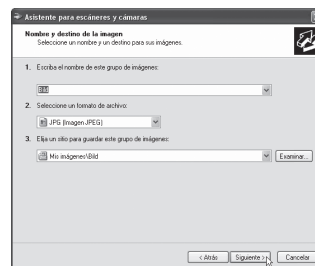 Asistente para escáneres y cámaras
Nombre y destino de la imagen
Seleccione un nombre y un destino para sus imágenes.
1. Escriba el nombre de este grupo de imágenes:
Bild
2. Seleccione un formato de archivo:
JPG (Imagen JPEG)
3. Elija un sitio para guardar este grupo de imágenes:
Mis imágenes\Bild
Examinar...
< Atrás
Siguiente >
Cancelar